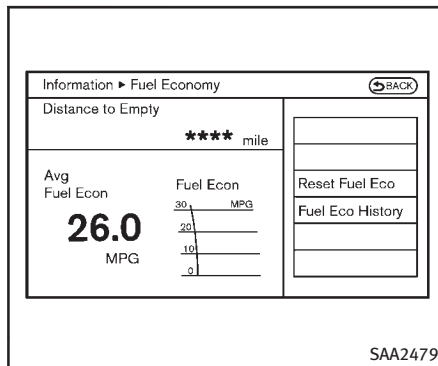 Information ▶ Fuel Economy
BACK
Distance to Empty
**** mile
Avg
Fuel Econ
26.0
MPG
Fuel Econ
30 MPG
20
10
0
Reset Fuel Eco
Fuel Eco History
SAA2479